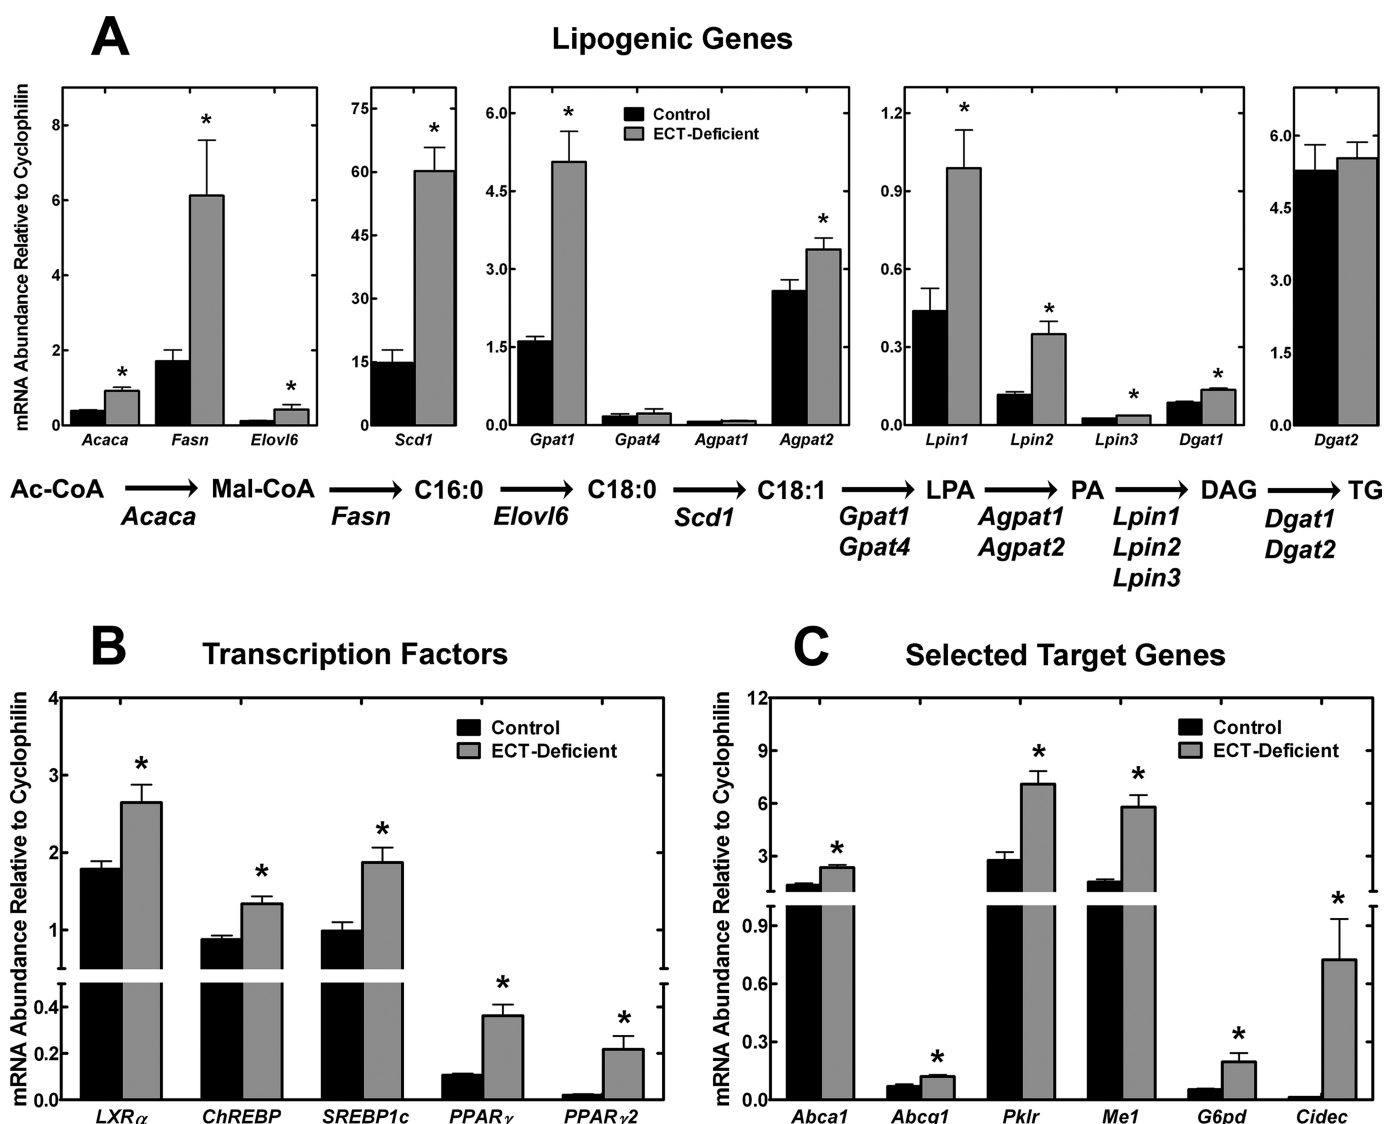 A
Lipogenic Genes
mRNA Abundance Relative to Cyclophilin
8
6
4
2
0
Acaca Fasn Elovl6
* * *
75
60
45
30
15
0
Scd1
*
6.0
4.5
3.0
1.5
0.0
Control
ECT-Deficient
Gpat1 Gpat4 Agpat1 Agpat2
* *
1.2
0.9
0.6
0.3
0.0
Lpin1 Lpin2 Lpin3 Dgat1
* * * *
6.0
4.5
3.0
1.5
0.0
Dgat2
Ac-CoA Mal-CoA C16:0 C18:0 C18:1 LPA PA DAG TG
Acaca Fasn Elovl6 Scd1 Gpat1 Agpat1 Lpin1 Dgat1
Gpat4 Agpat2 Lpin2 Dgat2
Lpin3
B
Transcription Factors
mRNA Abundance Relative to Cyclophilin
4
3
2
1
0.4
0.2
0.0
Control
ECT-Deficient
* * * * *
LXRα ChREBP SREBP1c PPARγ PPARγ2
C
Selected Target Genes
mRNA Abundance Relative to Cyclophilin
12
9
6
3
0.9
0.6
0.3
0.0
Control
ECT-Deficient
* * * * * *
Abca1 Abcg1 Pklr Me1 G6pd Cidec